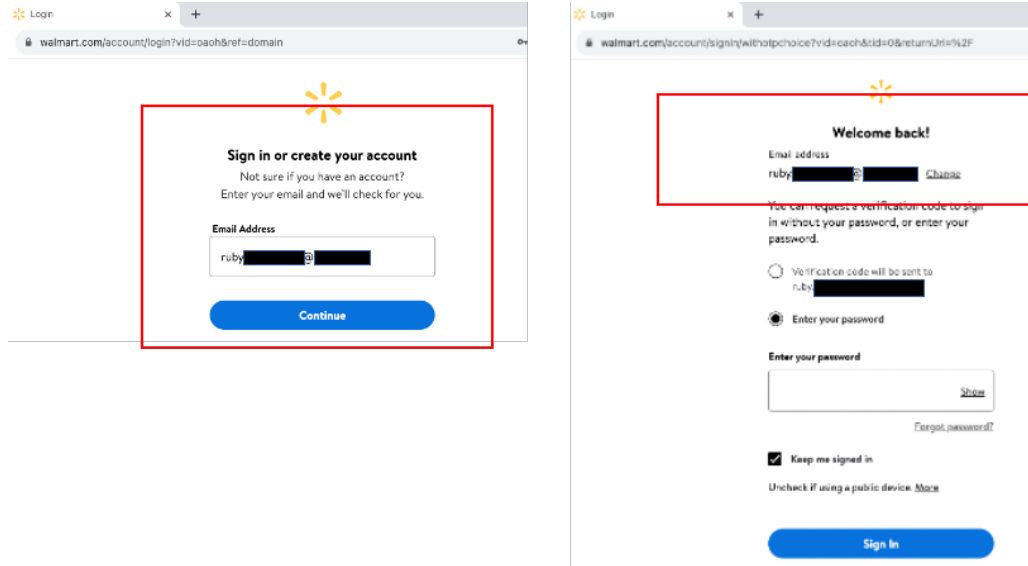 Login
walmart.com/account/login?vid=oaoh&ref=domain
Sign in or create your account
Not sure if you have an account?
Enter your email and we'll check for you.
Email Address
ruby @
Continue
Login
walmart.com/account/signin/withotpchoice?vid=oaoh&tid=0&returnUrl=%2F
Welcome back!
Email address
ruby @ Change
You can request a verification code to sign
in without your password, or enter your
password.
Verification code will be sent to
ruby
Enter your password
Enter your password
Show
Forgot password?
Keep me signed in
Uncheck if using a public device. More
Sign In